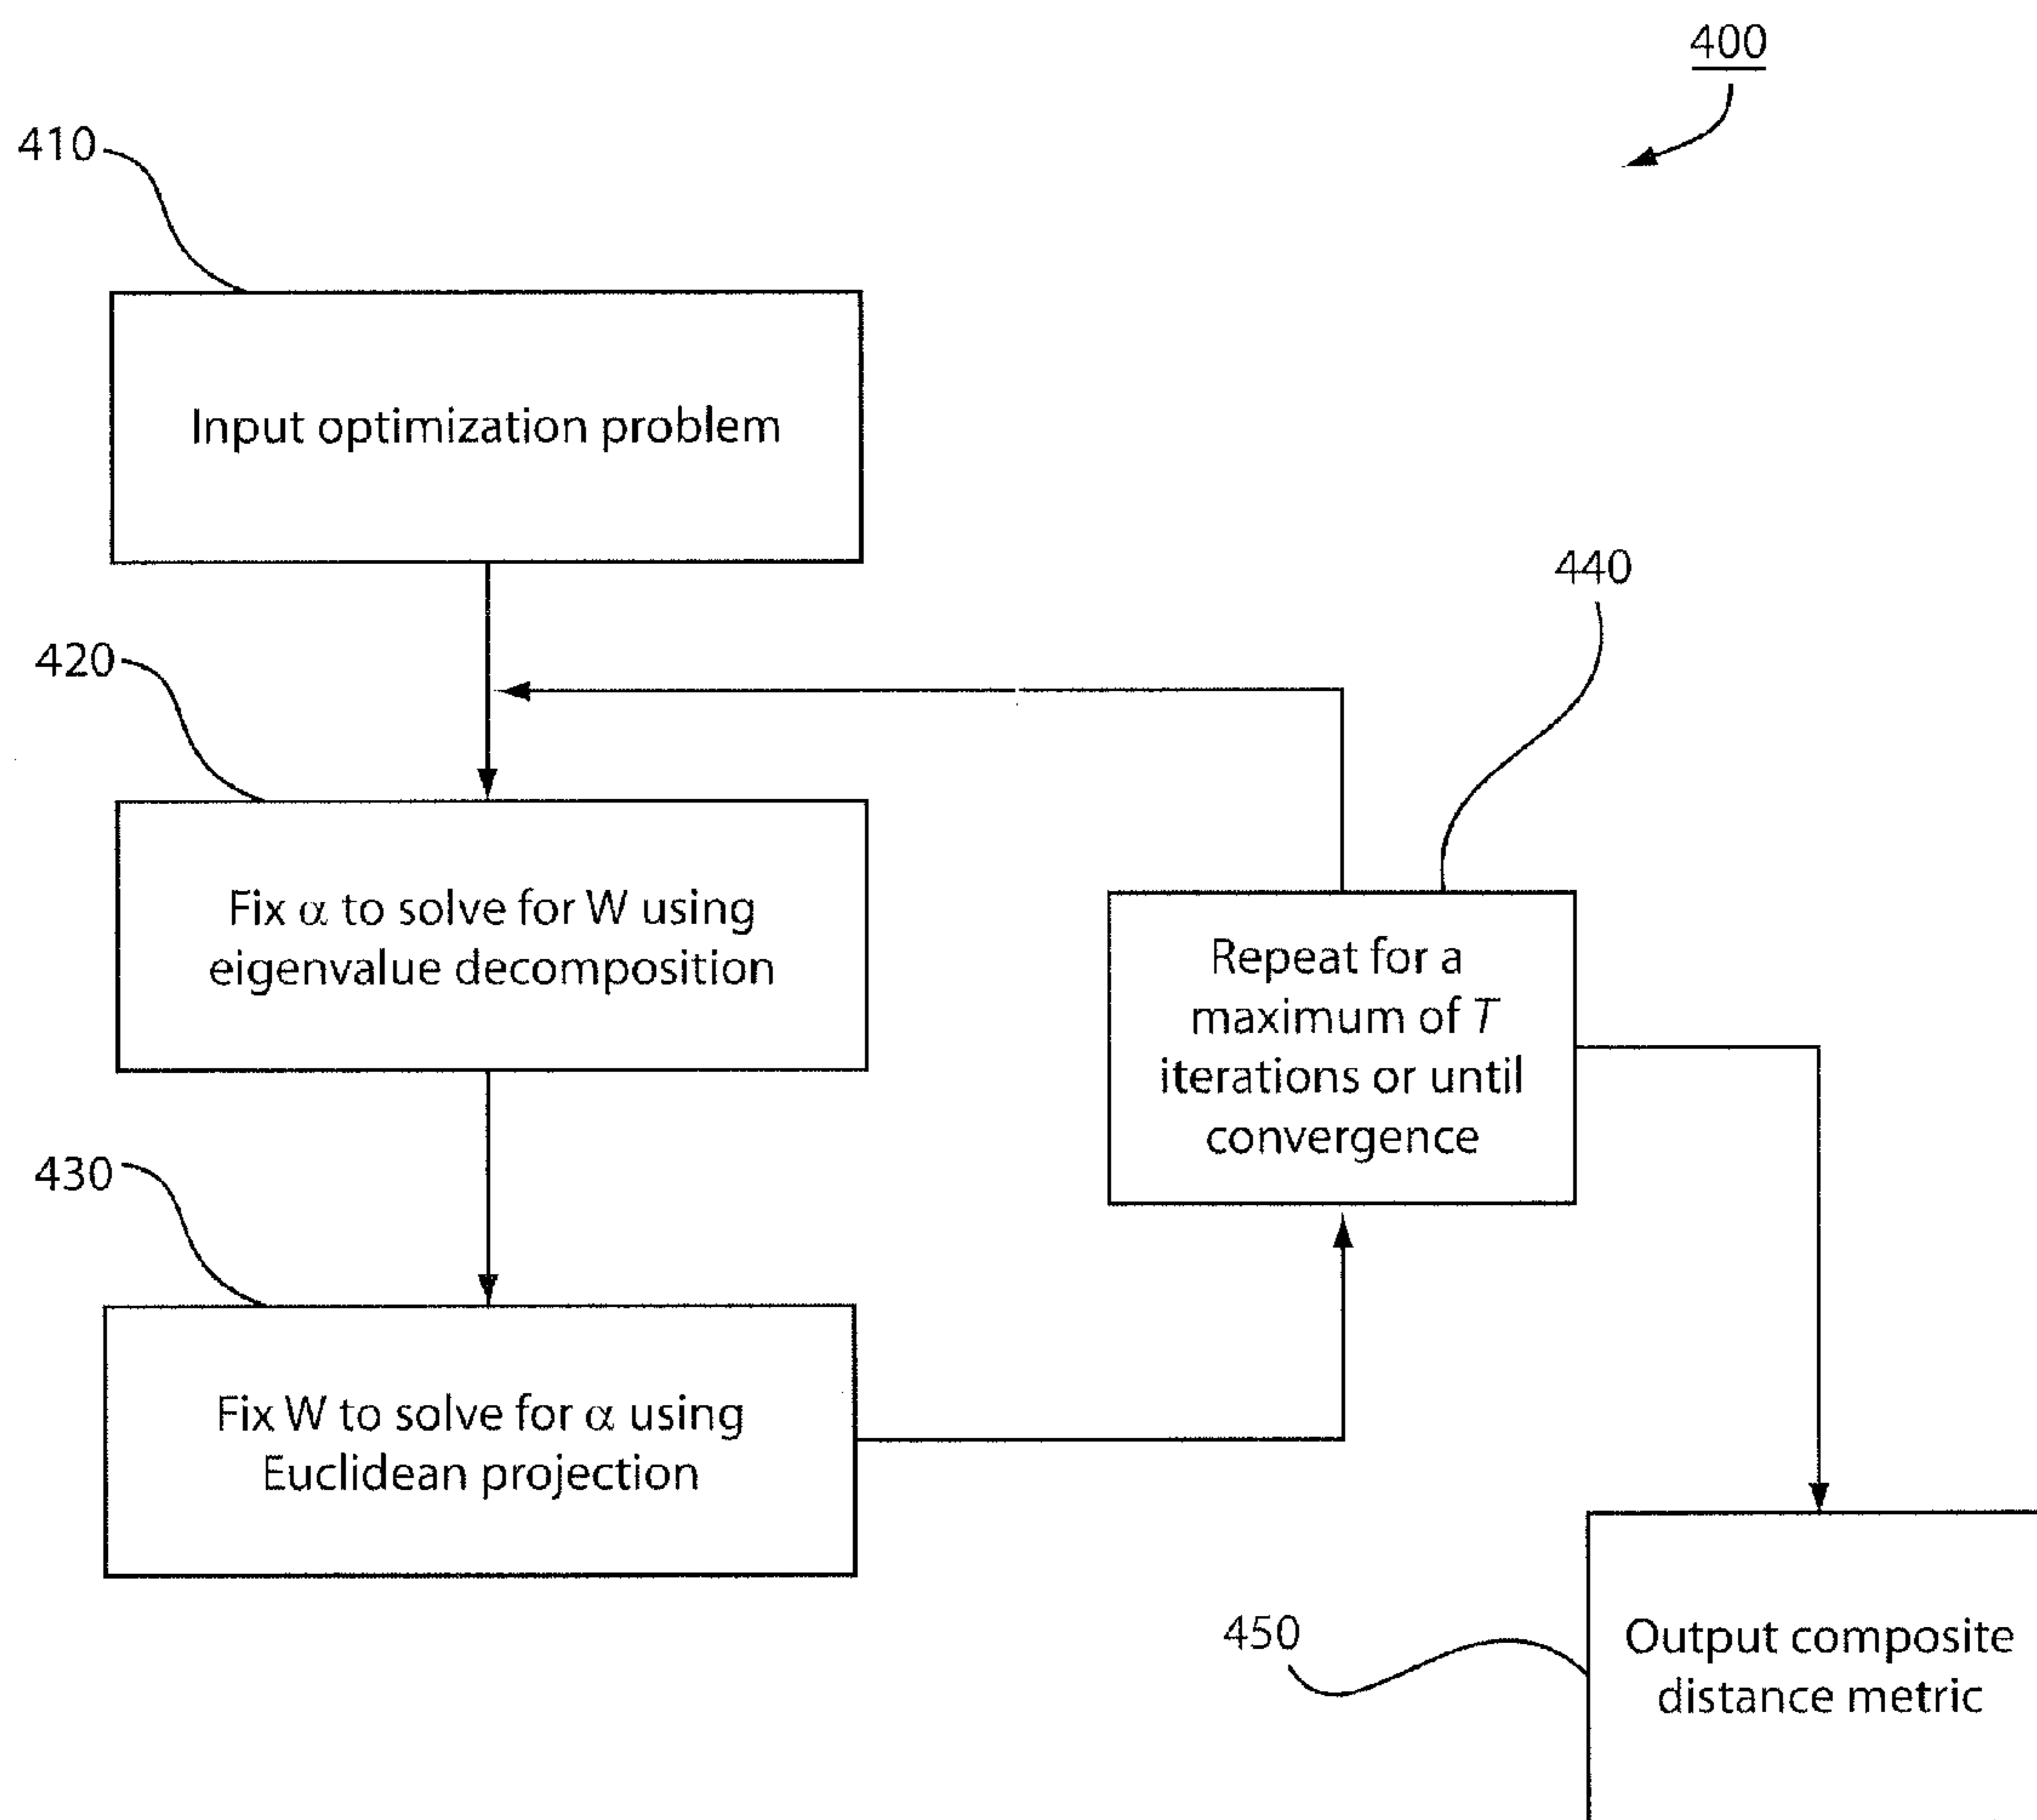 400
410
Input optimization problem
440
420
Fix α to solve for W using
eigenvalue decomposition
Repeat for a
maximum of T
iterations or until
convergence
430
Fix W to solve for α using
Euclidean projection
450
Output composite
distance metric